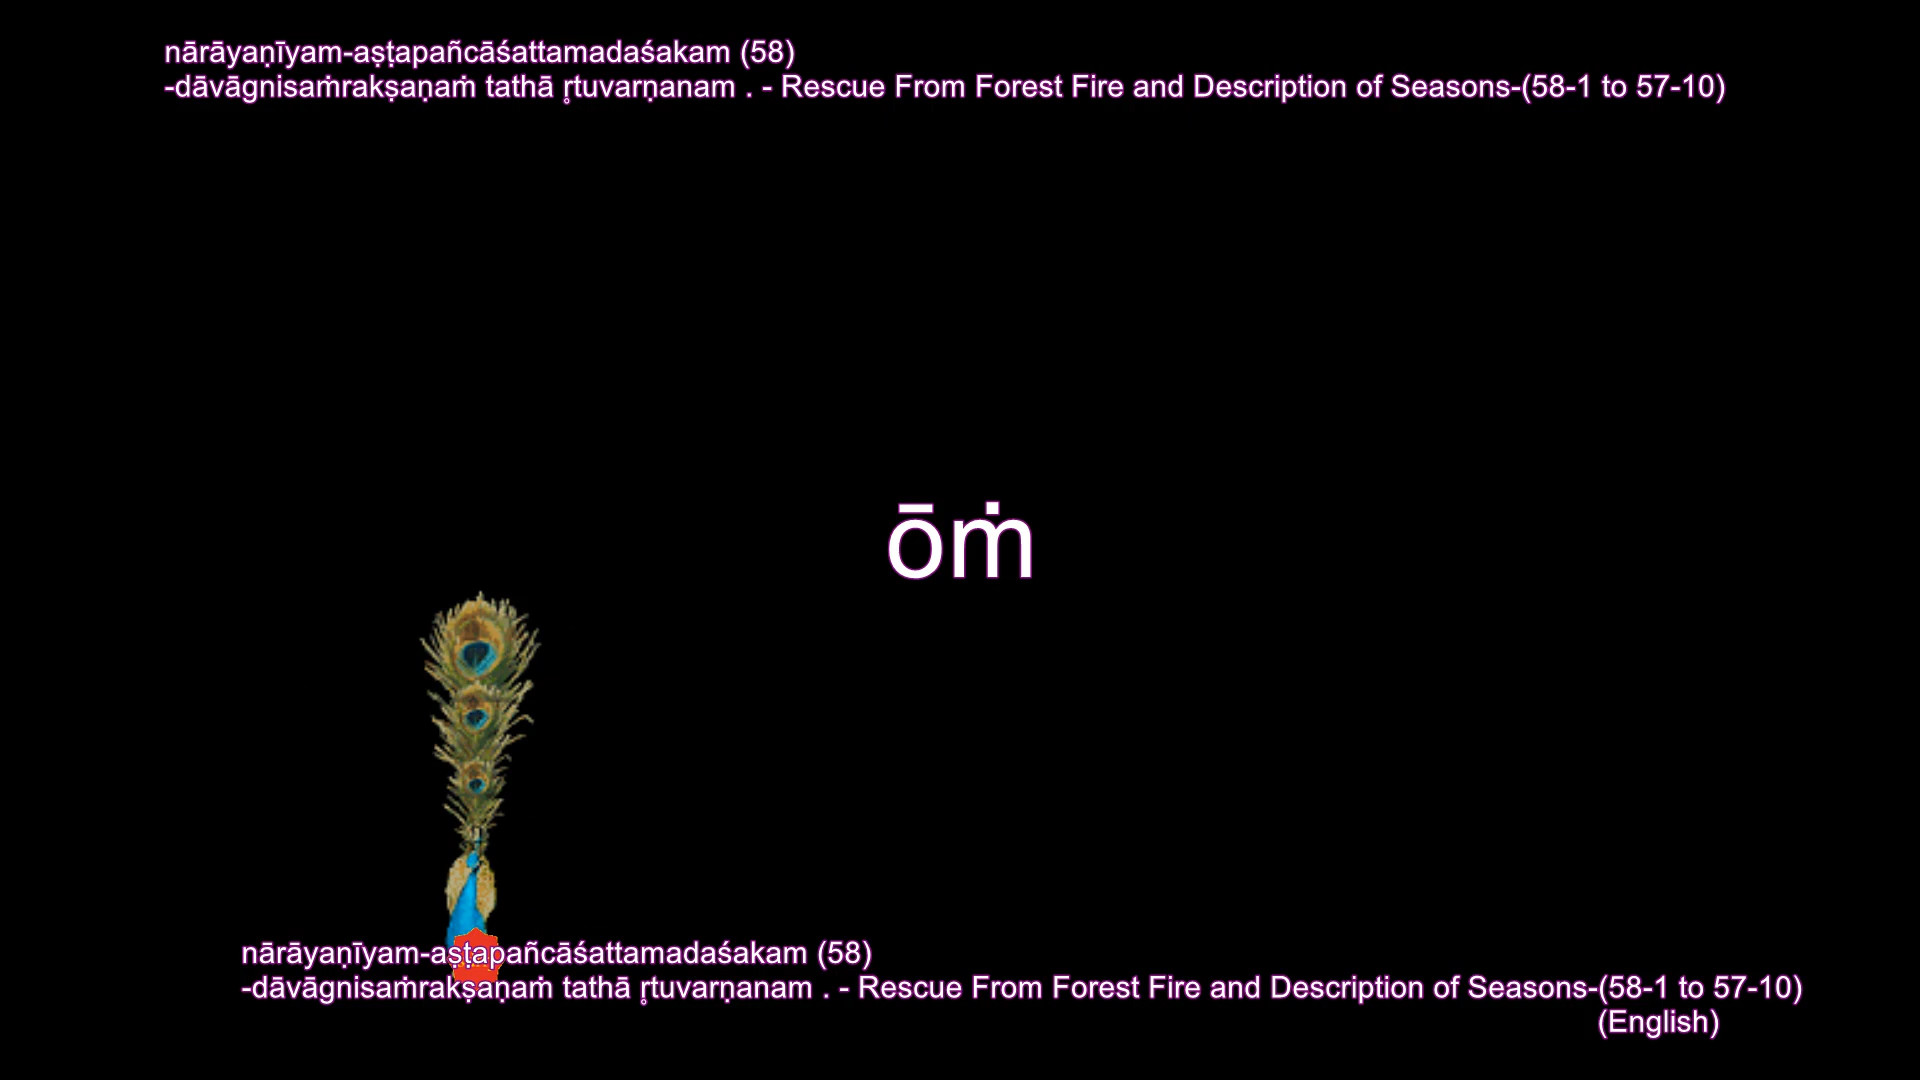 nārāyaṇīyam-aṣṭapañcāśattamadaśakam (58)
-dāvāgnisaṁrakṣaṇaṁ tathā r̥tuvarṇanam . - Rescue From Forest Fire and Description of Seasons-(58-1 to 57-10)
ōṁ
nārāyaṇīyam-aṣṭapañcāśattamadaśakam (58)
-dāvāgnisaṁrakṣaṇaṁ tathā r̥tuvarṇanam . - Rescue From Forest Fire and Description of Seasons-(58-1 to 57-10)
(English)